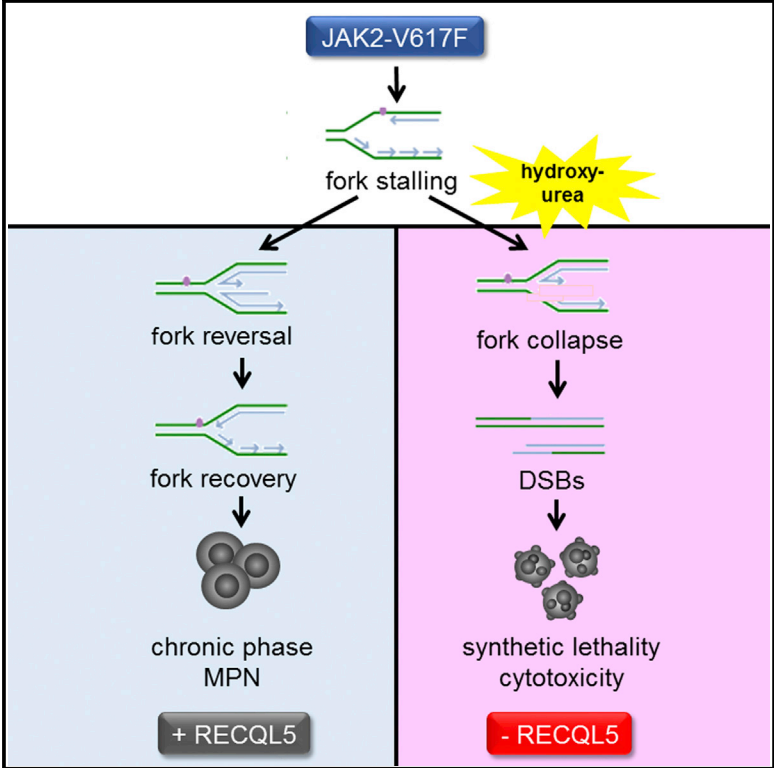 JAK2-V617F
fork stalling
hydroxy-
urea
fork reversal
fork recovery
chronic phase
MPN
+ RECQL5
fork collapse
DSBs
synthetic lethality
cytotoxicity
- RECQL5